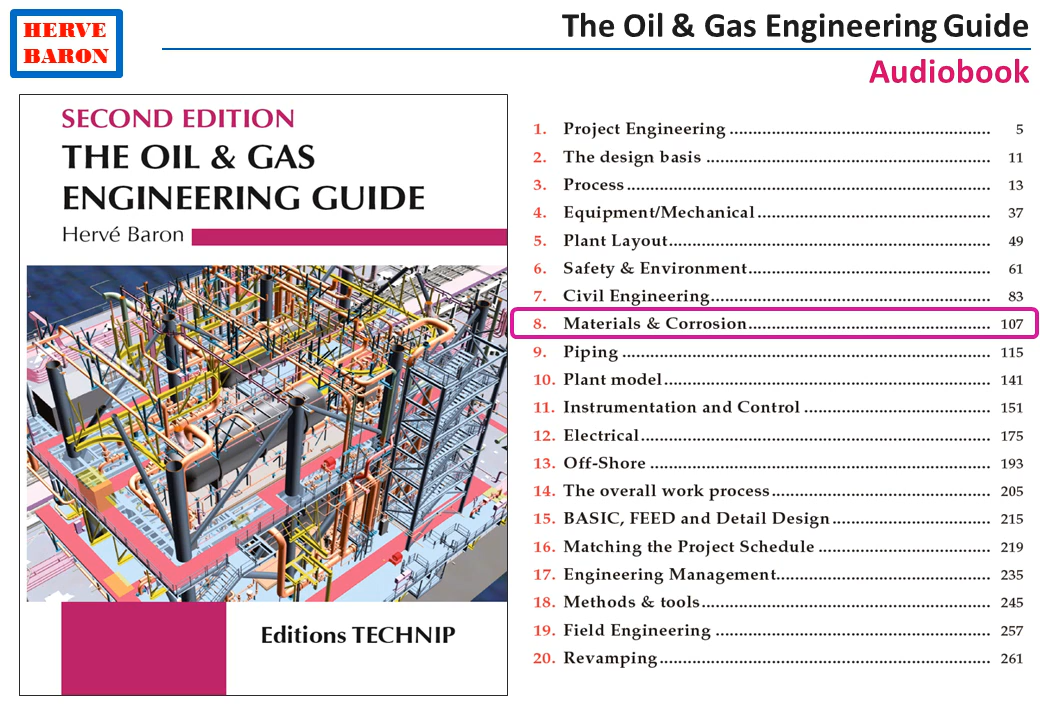 HERVE
BARON
The Oil & Gas Engineering Guide
Audiobook
SECOND EDITION
THE OIL & GAS
ENGINEERING GUIDE
Hervé Baron
Editions TECHNIP
1. Project Engineering ........ 5
2. The design basis ........ 11
3. Process ........ 13
4. Equipment/Mechanical ........ 37
5. Plant Layout ........ 49
6. Safety & Environment ........ 61
7. Civil Engineering ........ 83
8. Materials & Corrosion ........ 107
9. Piping ........ 115
10. Plant model ........ 141
11. Instrumentation and Control ........ 151
12. Electrical ........ 175
13. Off-Shore ........ 193
14. The overall work process ........ 205
15. BASIC, FEED and Detail Design ........ 215
16. Matching the Project Schedule ........ 219
17. Engineering Management ........ 235
18. Methods & tools ........ 245
19. Field Engineering ........ 257
20. Revamping ........ 261